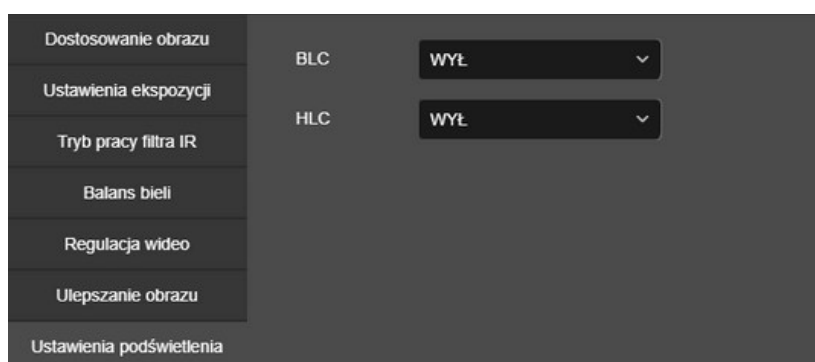 Dostosowanie obrazu
BLC WYŁ
Ustawienia ekspozycji
HLC WYŁ
Tryb pracy filtra IR
Balans bieli
Regulacja wideo
Ulepszanie obrazu
Ustawienia podświetlenia